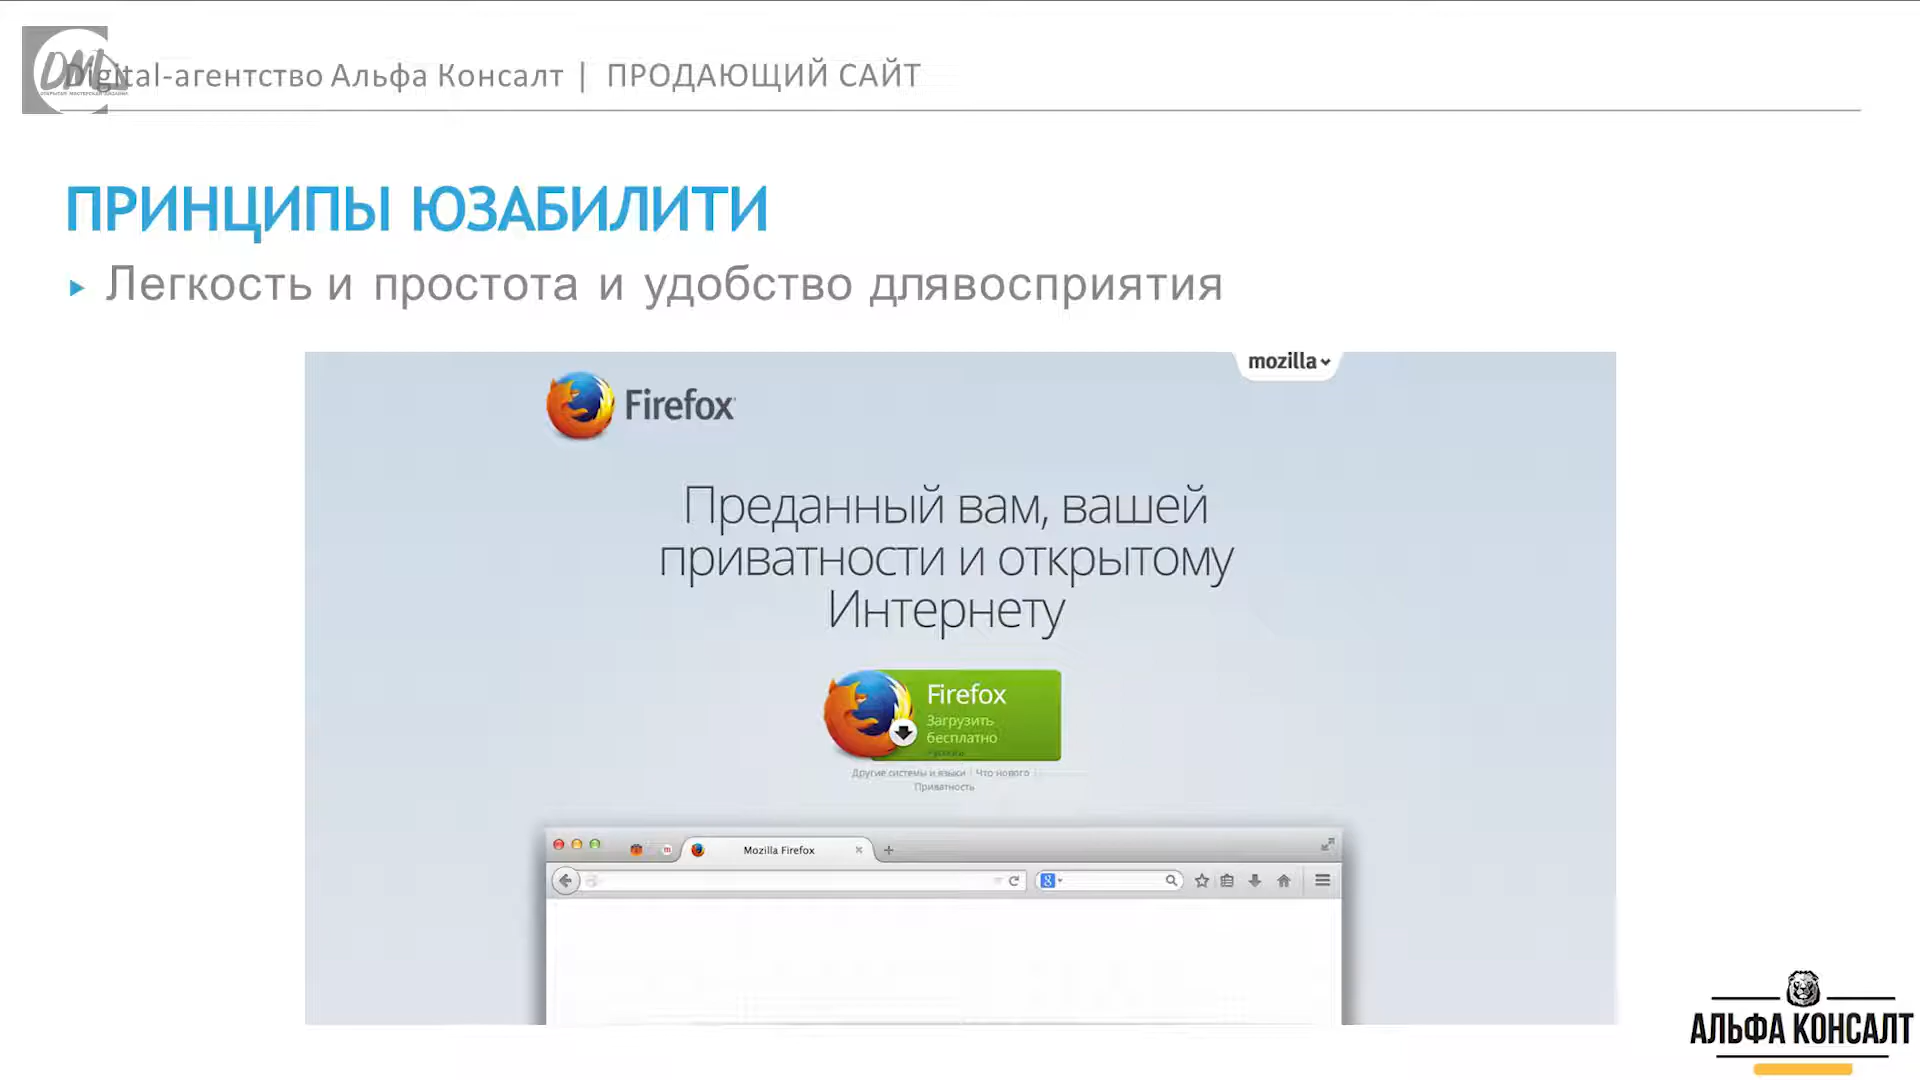 Digital-агентство Альфа Консалт | ПРОДАЮЩИЙ САЙТ
ПРИНЦИПЫ ЮЗАБИЛИТИ
Легкость и простота и удобство длявосприятия
mozilla
Firefox
Преданный вам, вашей
приватности и открытому
Интернету
Firefox
Загрузить
бесплатно
Другие системы и языки | Что нового
Приватность
Mozilla Firefox
АЛЬФА КОНСАЛТ